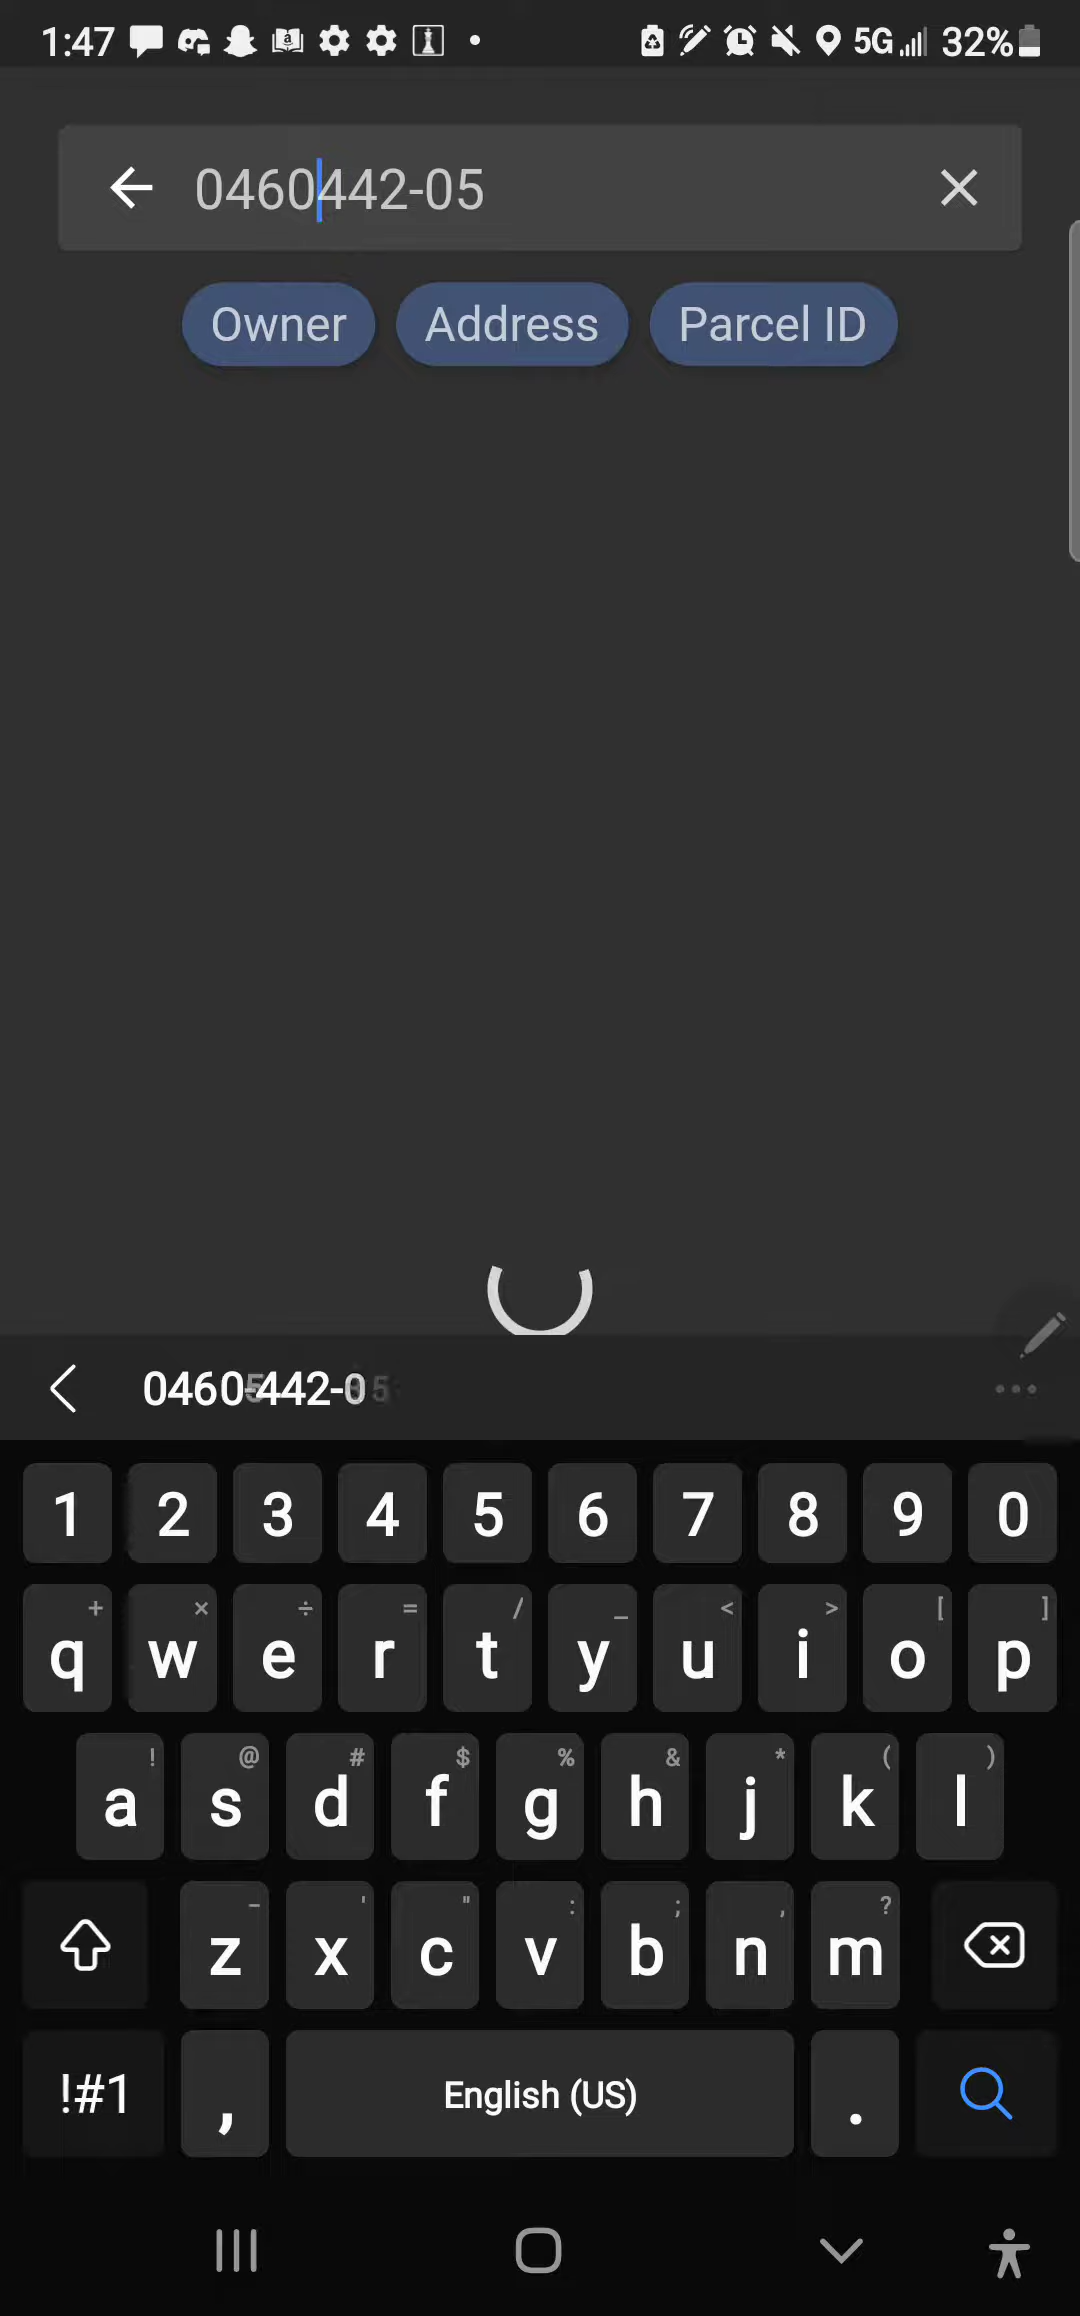 1:47 5G 32%
0460442-05
Owner Address Parcel ID
1 2 3 4 5 6 7 8 9 0
+ × ÷ = / _ < > [ ]
q w e r t y u i o p
! @ # $ % & * ( )
a s d f g h j k l
- ' " : ; , ?
z x c v b n m
!#1 , English (US) .